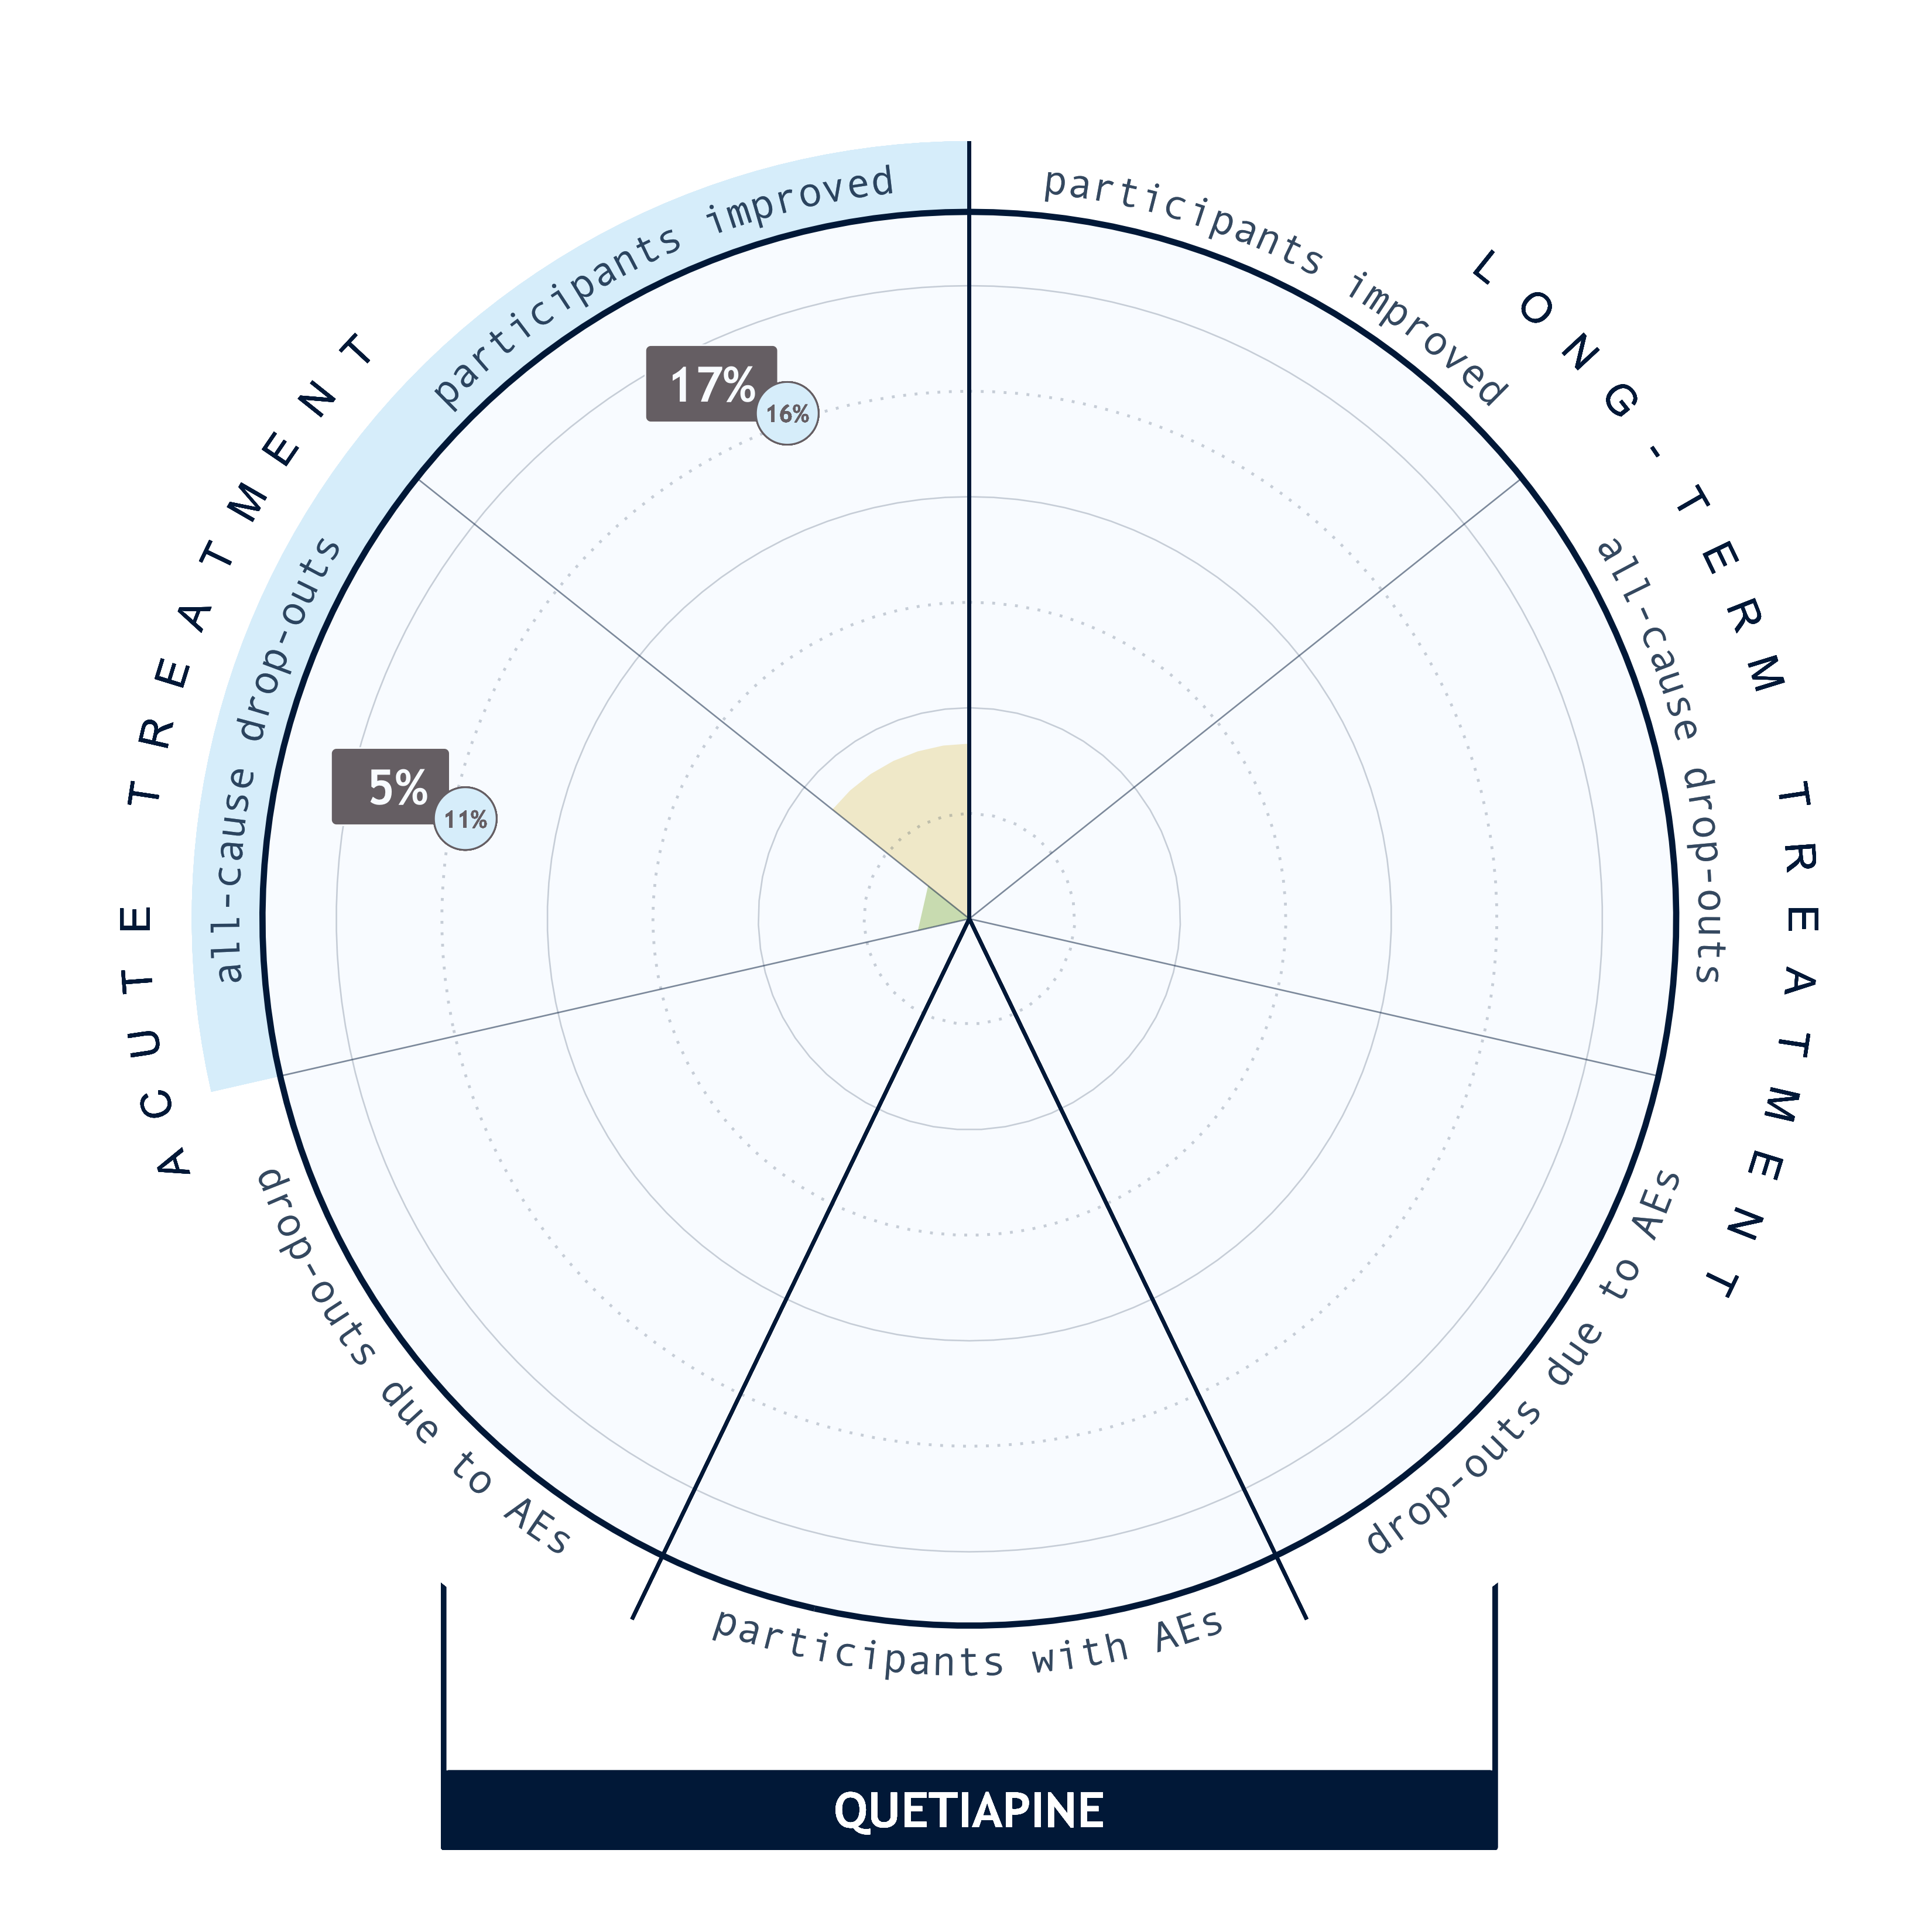 ACUTE TREATMENT
LONG-TERM TREATMENT
participants improved
participants improved
17%
16%
all-cause drop-outs
all-cause drop-outs
5%
11%
drop-outs due to AEs
drop-outs due to AEs
participants with AEs
QUETIAPINE